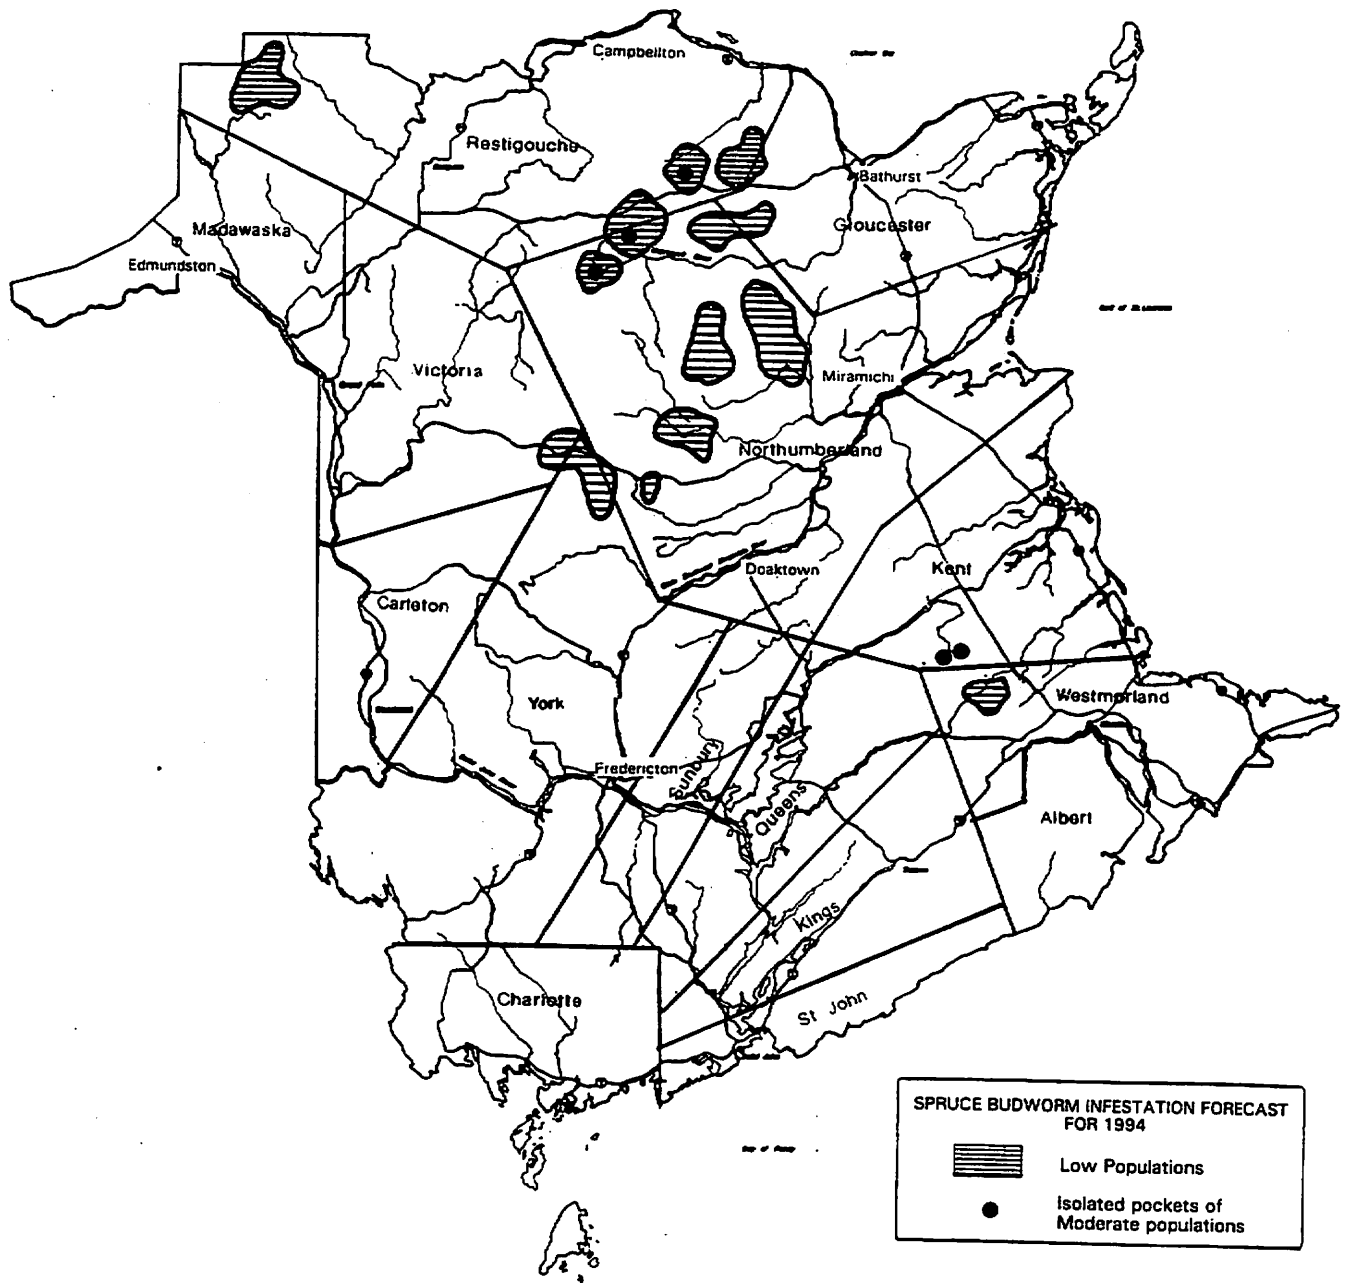 Campbellton
Restigouche
Bathurst
Madawaska
Gloucester
Edmundston
Victoria
Miramichi
Northumberland
Doaktown
Kent
Carleton
York
Westmorland
Fredericton
Sunbury
Queens
Albert
Kings
Charlotte
St John
SPRUCE BUDWORM INFESTATION FORECAST
FOR 1994
Low Populations
Isolated pockets of
Moderate populations